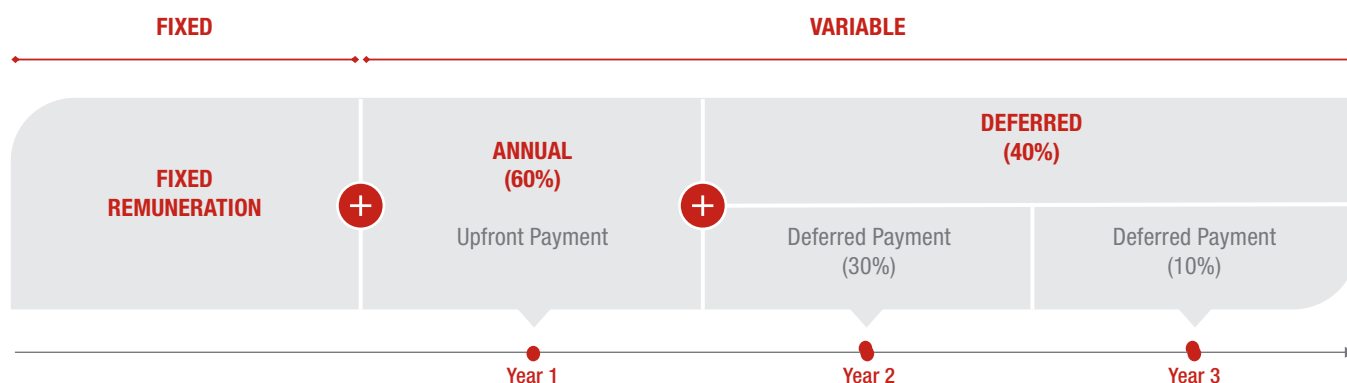 FIXED
VARIABLE
FIXED
REMUNERATION
+
ANNUAL
(60%)
Upfront Payment
+
DEFERRED
(40%)
Deferred Payment
(30%)
Deferred Payment
(10%)
Year 1
Year 2
Year 3